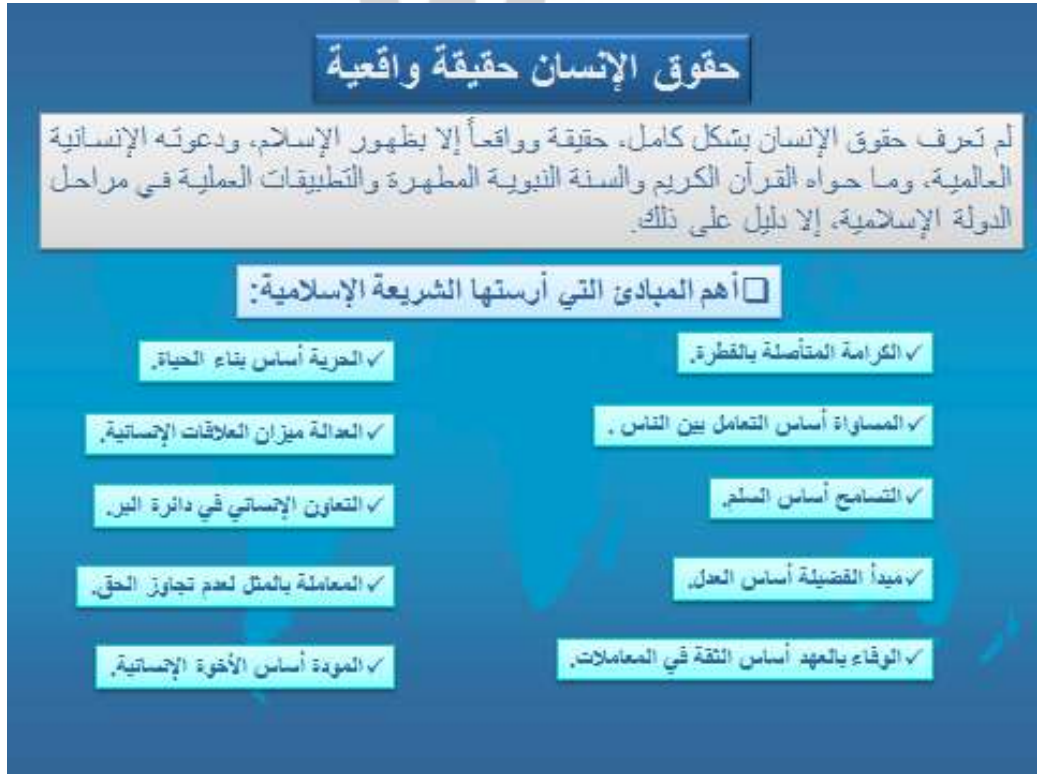 حقوق الإنسان حقيقة واقعية
لم تعرف حقوق الإنسان بشكل كامل، حقيقة وواقعاً إلا بظهور الإسلام، ودعوته الإنسانية
العالمية، وما حواه القرآن الكريم والسنة النبوية المطهرة والتطبيقات العملية في مراحل
الدولة الإسلامية، إلا دليل على ذلك.
❑أهم المبادئ التي أرستها الشريعة الإسلامية:
✓الكرامة المتأصلة بالفطرة.
✓المساواة أساس التعامل بين الناس .
✓التسامح أساس السلم.
✓مبدأ الفضيلة أساس العدل.
✓الوفاء بالعهد أساس الثقة في المعاملات.
✓الحرية أساس بناء الحياة.
✓العدالة ميزان العلاقات الإنسانية.
✓التعاون الإنساني في دائرة البر.
✓المعاملة بالمثل لعدم تجاوز الحق.
✓المودة أساس الأخوة الإنسانية.